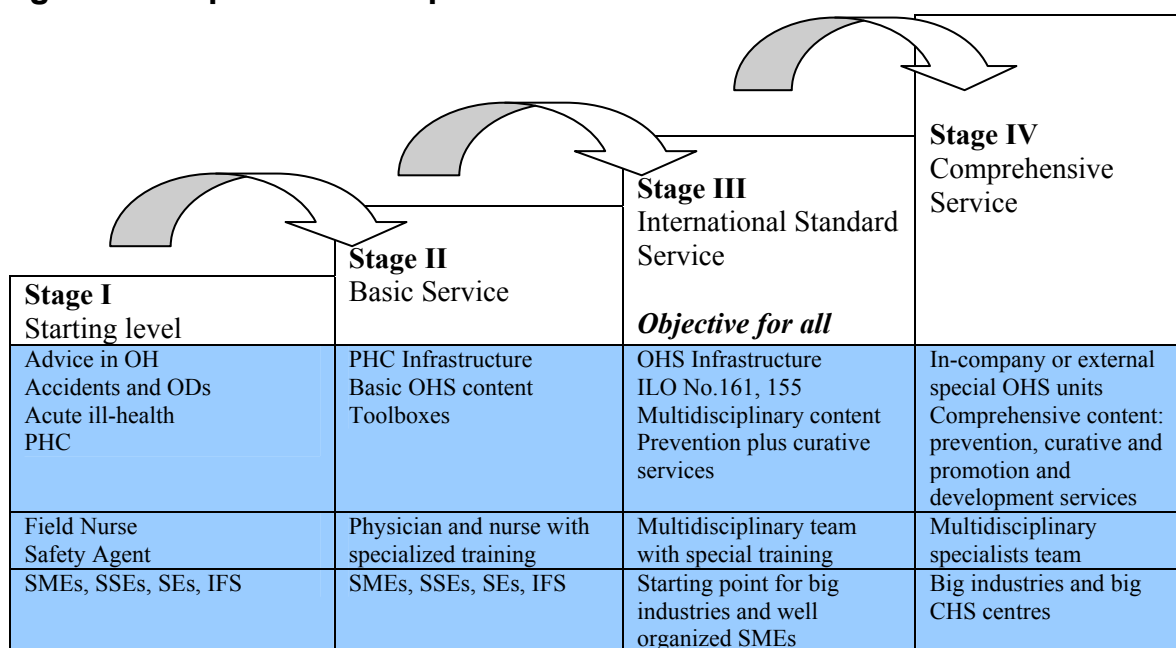 Stage I
Starting level
Advice in OH
Accidents and ODs
Acute ill-health
PHC
Field Nurse
Safety Agent
SMEs, SSEs, SEs, IFS
Stage II
Basic Service
PHC Infrastructure
Basic OHS content
Toolboxes
Physician and nurse with
specialized training
SMEs, SSEs, SEs, IFS
Stage III
International Standard
Service
Objective for all
OHS Infrastructure
ILO No.161, 155
Multidisciplinary content
Prevention plus curative
services
Multidisciplinary team
with special training
Starting point for big
industries and well
organized SMEs
Stage IV
Comprehensive
Service
In-company or external
special OHS units
Comprehensive content:
prevention, curative and
promotion and
development services
Multidisciplinary
specialists team
Big industries and big
CHS centres